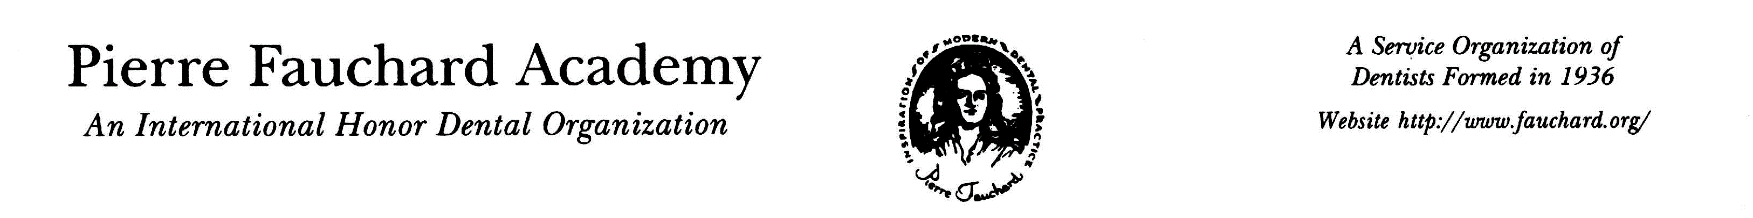 Pierre Fauchard Academy
An International Honor Dental Organization
INSPIRATION OF MODERN DENTAL PRACTICE
Pierre Fauchard
A Service Organization of
Dentists Formed in 1936
Website http://www.fauchard.org/